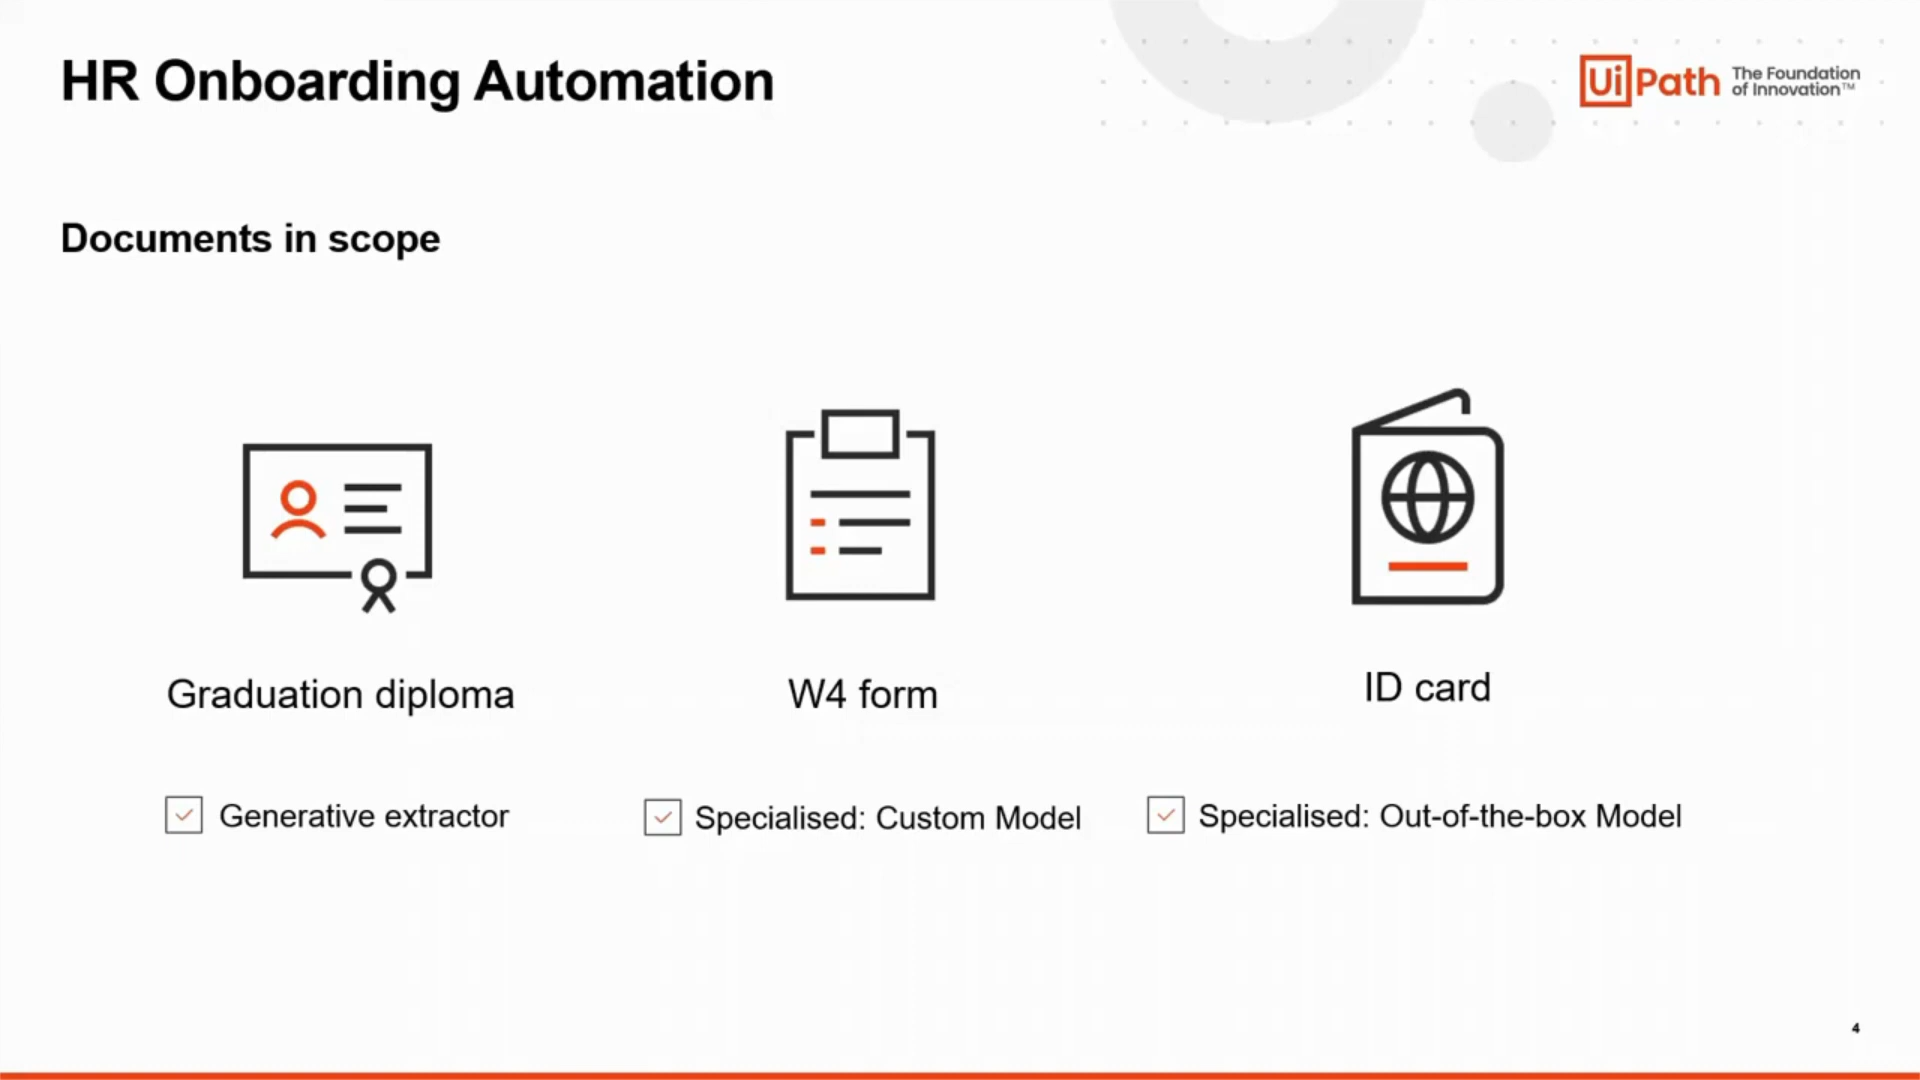 HR Onboarding Automation
UiPath The Foundation
of Innovation™
Documents in scope
Graduation diploma
W4 form
ID card
Generative extractor
Specialised: Custom Model
Specialised: Out-of-the-box Model
4